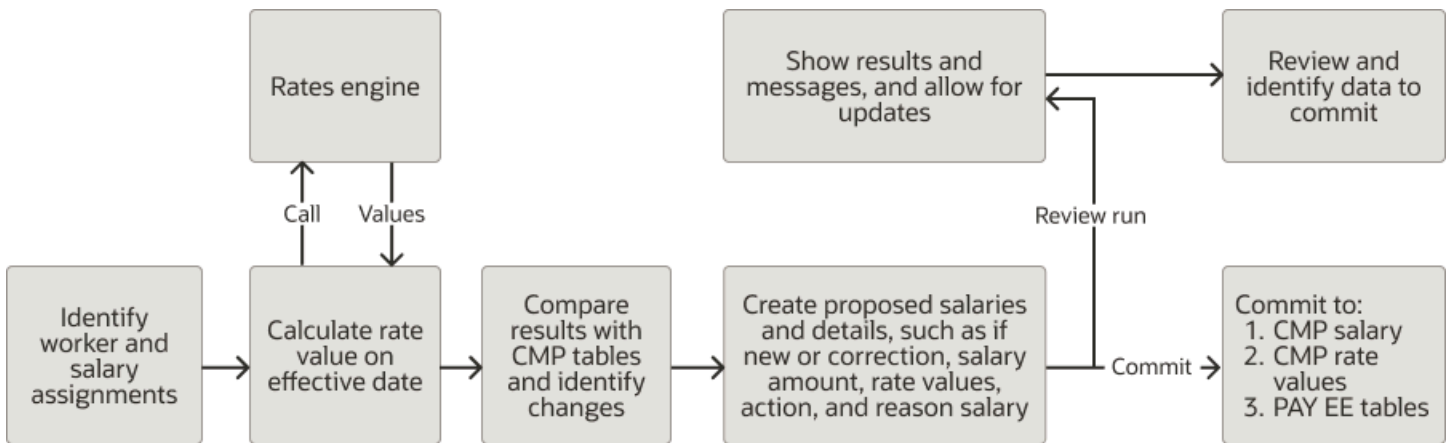 Rates engine
Show results and
messages, and allow for
updates
Review and
identify data to
commit
Call
Values
Review run
Identify
worker and
salary
assignments
Calculate rate
value on
effective date
Compare
results with
CMP tables
and identify
changes
Create proposed salaries
and details, such as if
new or correction, salary
amount, rate values,
action, and reason salary
Commit
Commit to:
1. CMP salary
2. CMP rate
values
3. PAY EE tables